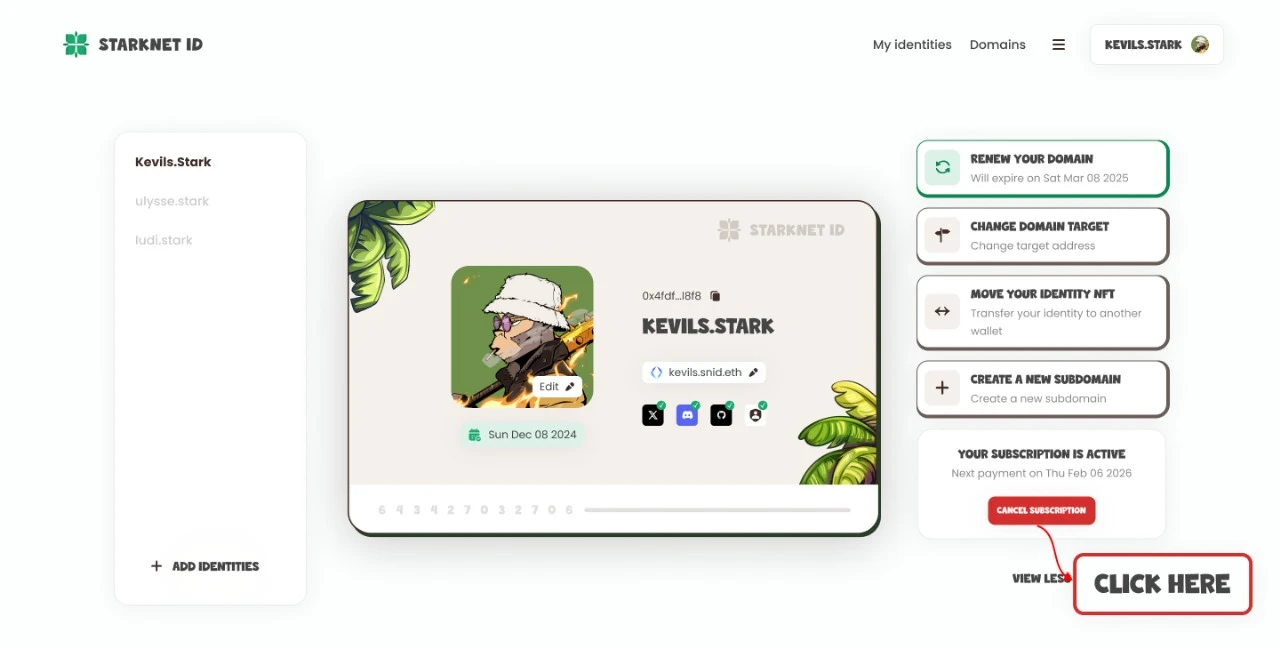 STARKNET ID
My identities
Domains
KEVILS.STARK
Kevils.Stark
ulysse.stark
ludi.stark
ADD IDENTITIES
STARKNET ID
0x4fdf...l8f8
KEVILS.STARK
kevils.snid.eth
Edit
Sun Dec 08 2024
6 4 3 4 2 7 0 3 2 7 0 6
RENEW YOUR DOMAIN
Will expire on Sat Mar 08 2025
CHANGE DOMAIN TARGET
Change target address
MOVE YOUR IDENTITY NFT
Transfer your identity to another
wallet
CREATE A NEW SUBDOMAIN
Create a new subdomain
YOUR SUBSCRIPTION IS ACTIVE
Next payment on Thu Feb 06 2026
CANCEL SUBSCRIPTION
VIEW LES
CLICK HERE